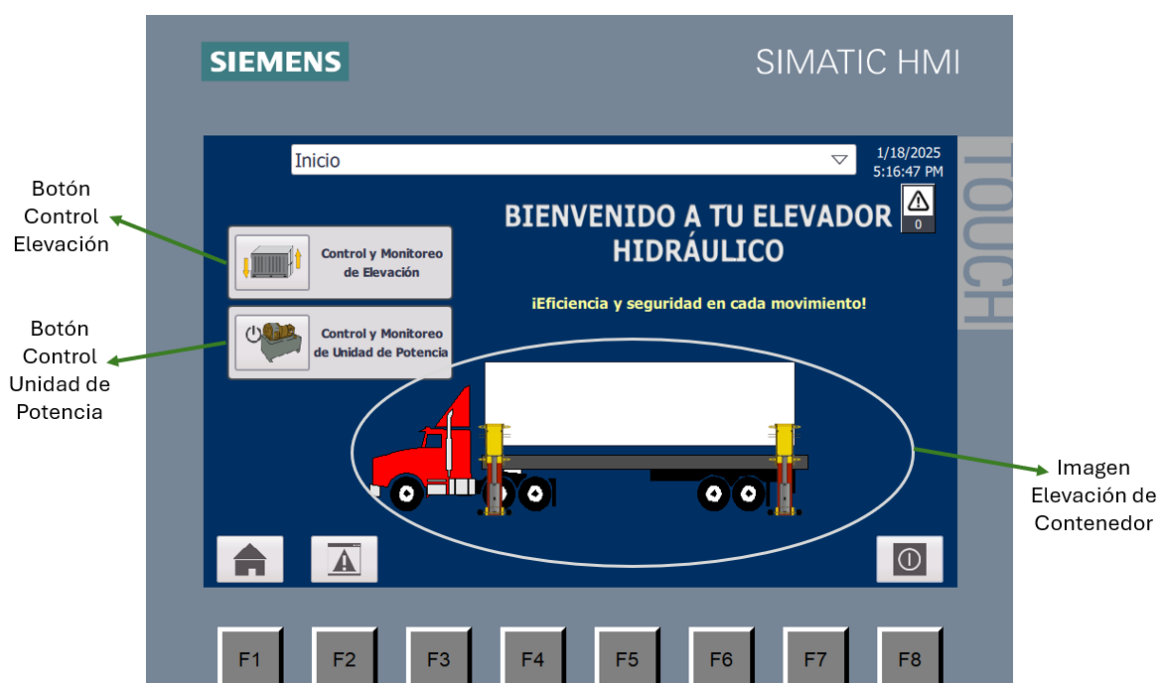 SIEMENS
SIMATIC HMI
TOUCH
Inicio
1/18/2025
5:16:47 PM
0
BIENVENIDO A TU ELEVADOR
HIDRÁULICO
¡Eficiencia y seguridad en cada movimiento!
Botón
Control
Elevación
Control y Monitoreo
de Elevación
Botón
Control
Unidad de
Potencia
Control y Monitoreo
de Unidad de Potencia
Imagen
Elevación de
Contenedor
F1
F2
F3
F4
F5
F6
F7
F8